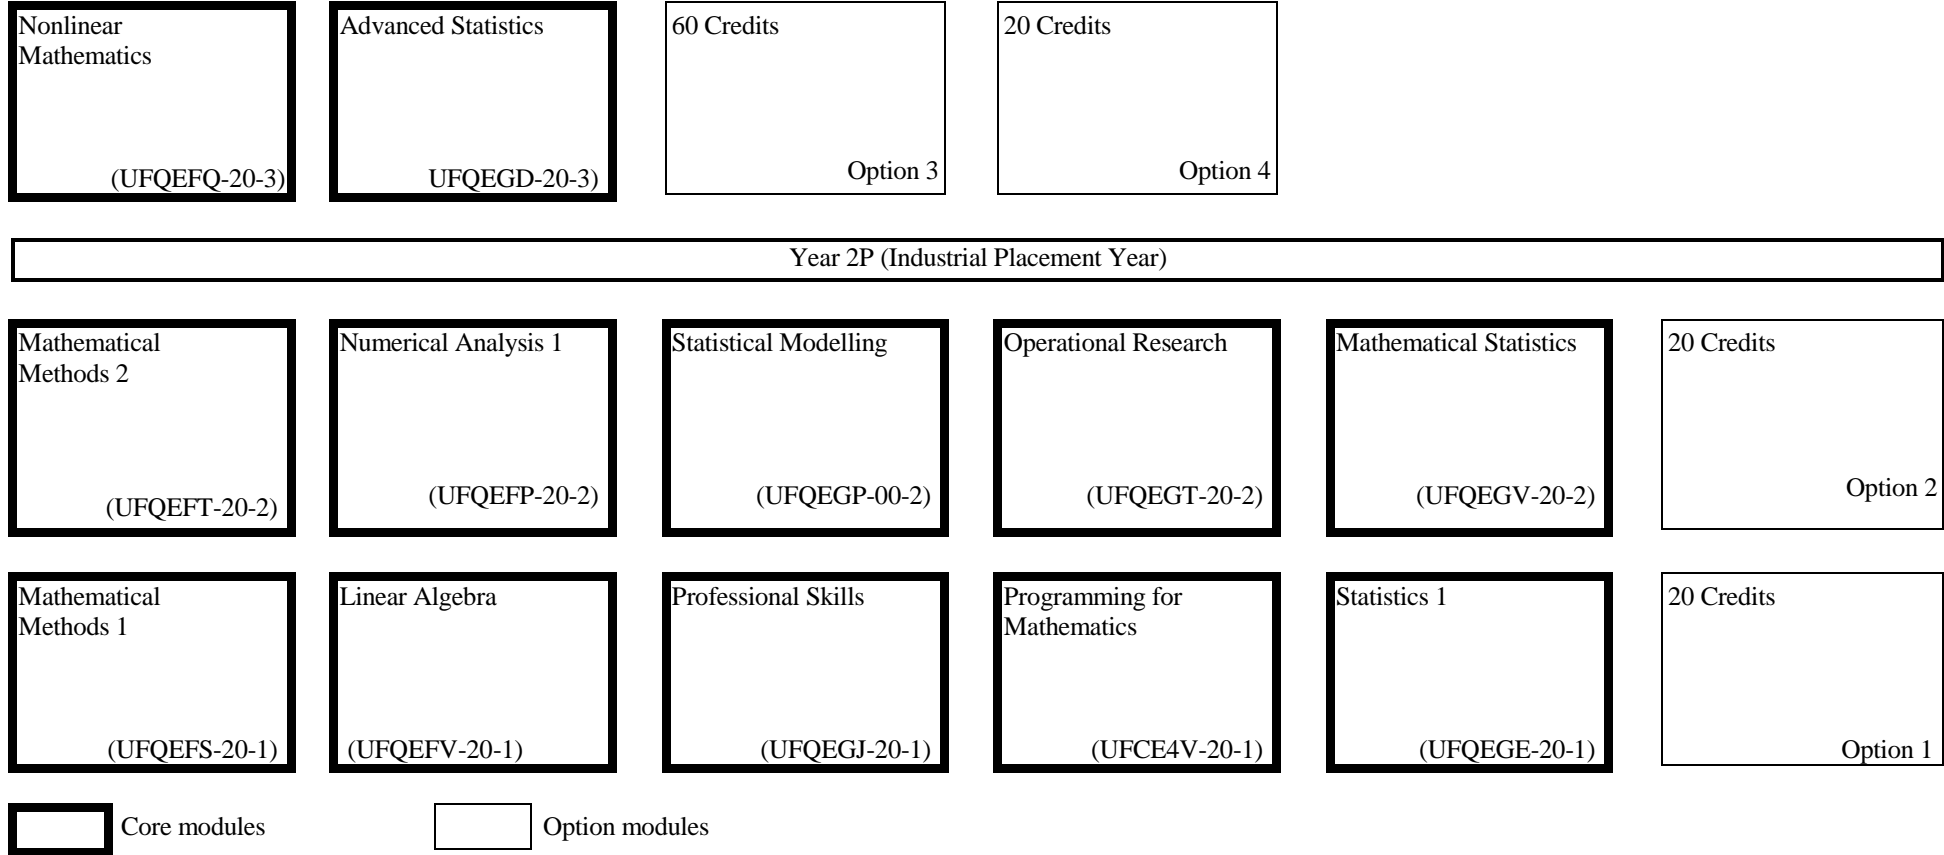 Nonlinear
Mathematics
(UFQEFQ-20-3)
Advanced Statistics
UFQEGD-20-3)
60 Credits
Option 3
20 Credits
Option 4
Year 2P (Industrial Placement Year)
Mathematical
Methods 2
(UFQEFT-20-2)
Numerical Analysis 1
(UFQEFP-20-2)
Statistical Modelling
(UFQEGP-00-2)
Operational Research
(UFQEGT-20-2)
Mathematical Statistics
(UFQEGV-20-2)
20 Credits
Option 2
Mathematical
Methods 1
(UFQEFS-20-1)
Linear Algebra
(UFQEFV-20-1)
Professional Skills
(UFQEGJ-20-1)
Programming for
Mathematics
(UFCE4V-20-1)
Statistics 1
(UFQEGE-20-1)
20 Credits
Option 1
Core modules
Option modules